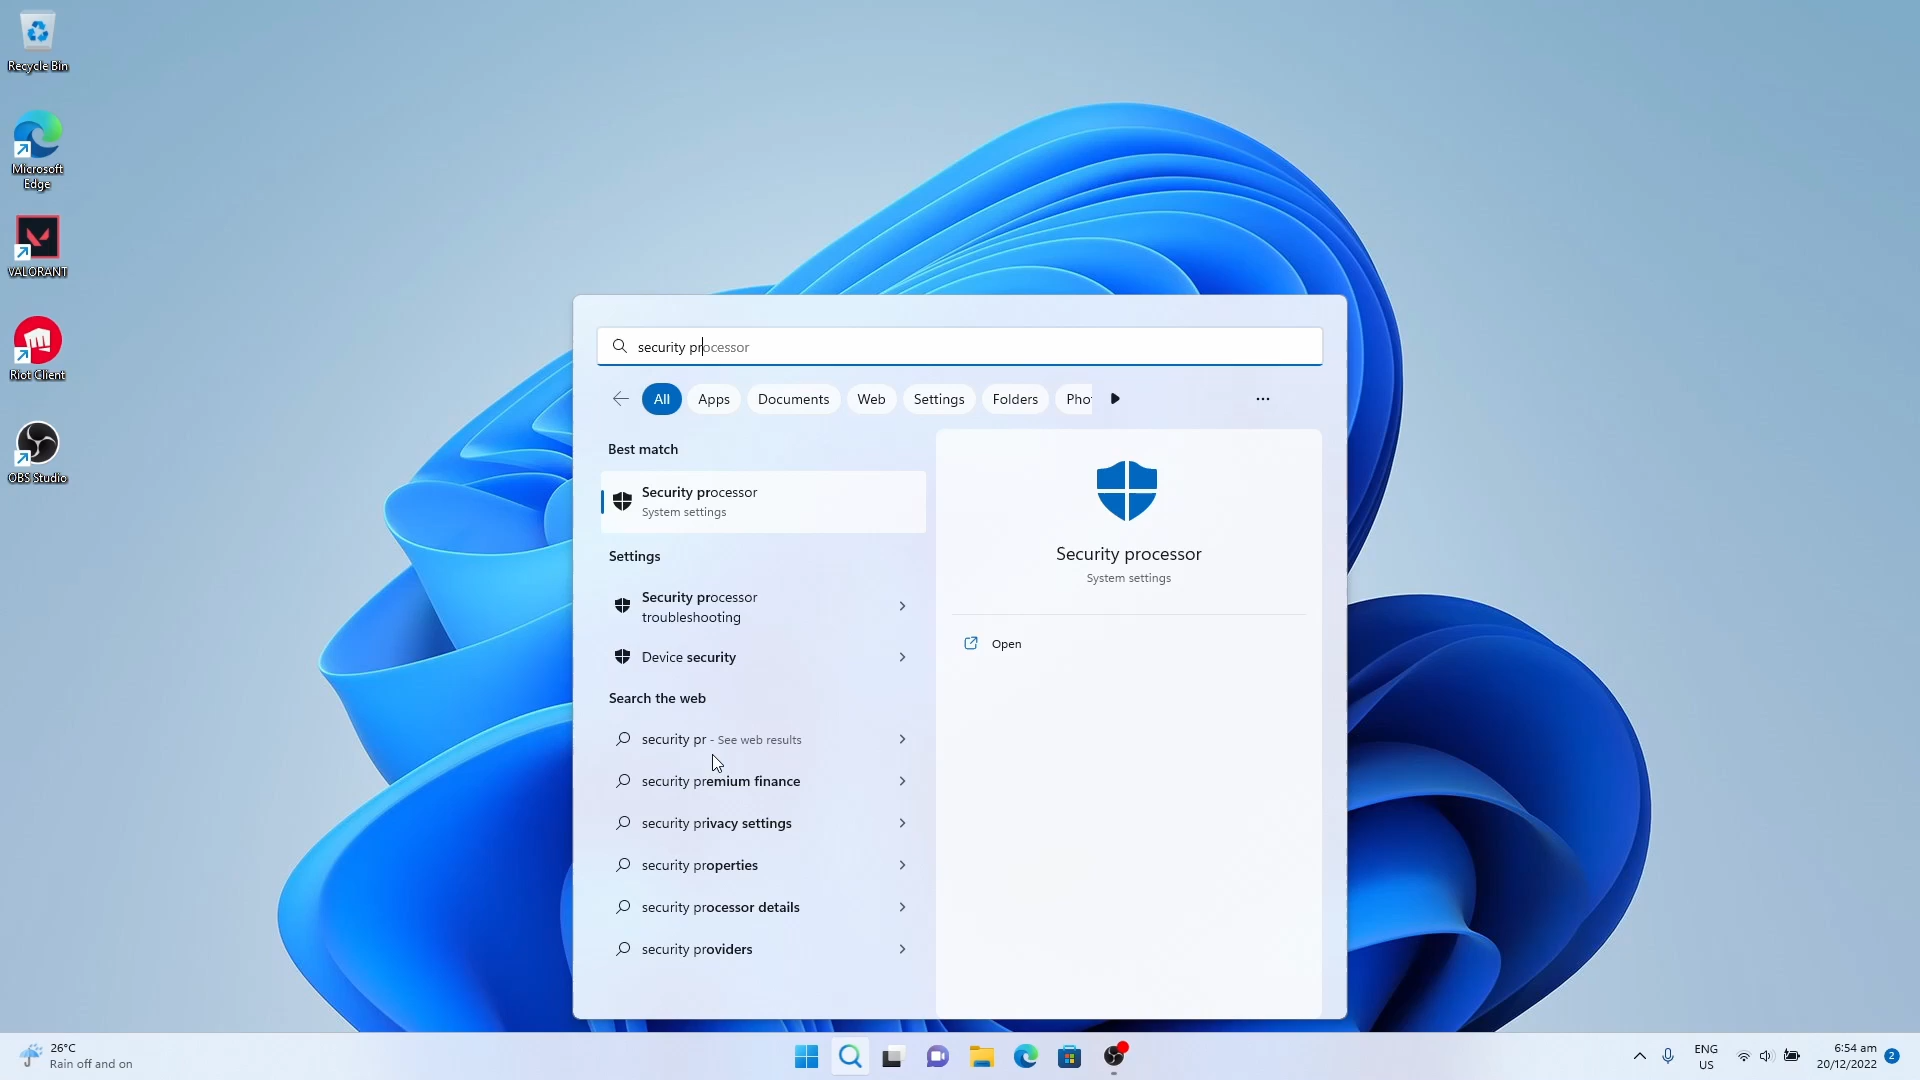 Recycle Bin
Microsoft
Edge
VALORANT
Riot Client
OBS Studio
security processor
All
Apps
Documents
Web
Settings
Folders
Pho
Best match
Security processor
System settings
Settings
Security processor
troubleshooting
Device security
Search the web
security pr - See web results
security premium finance
security privacy settings
security properties
security processor details
security providers
Security processor
System settings
Open
26°C
Rain off and on
ENG
US
6:54 am
20/12/2022
2